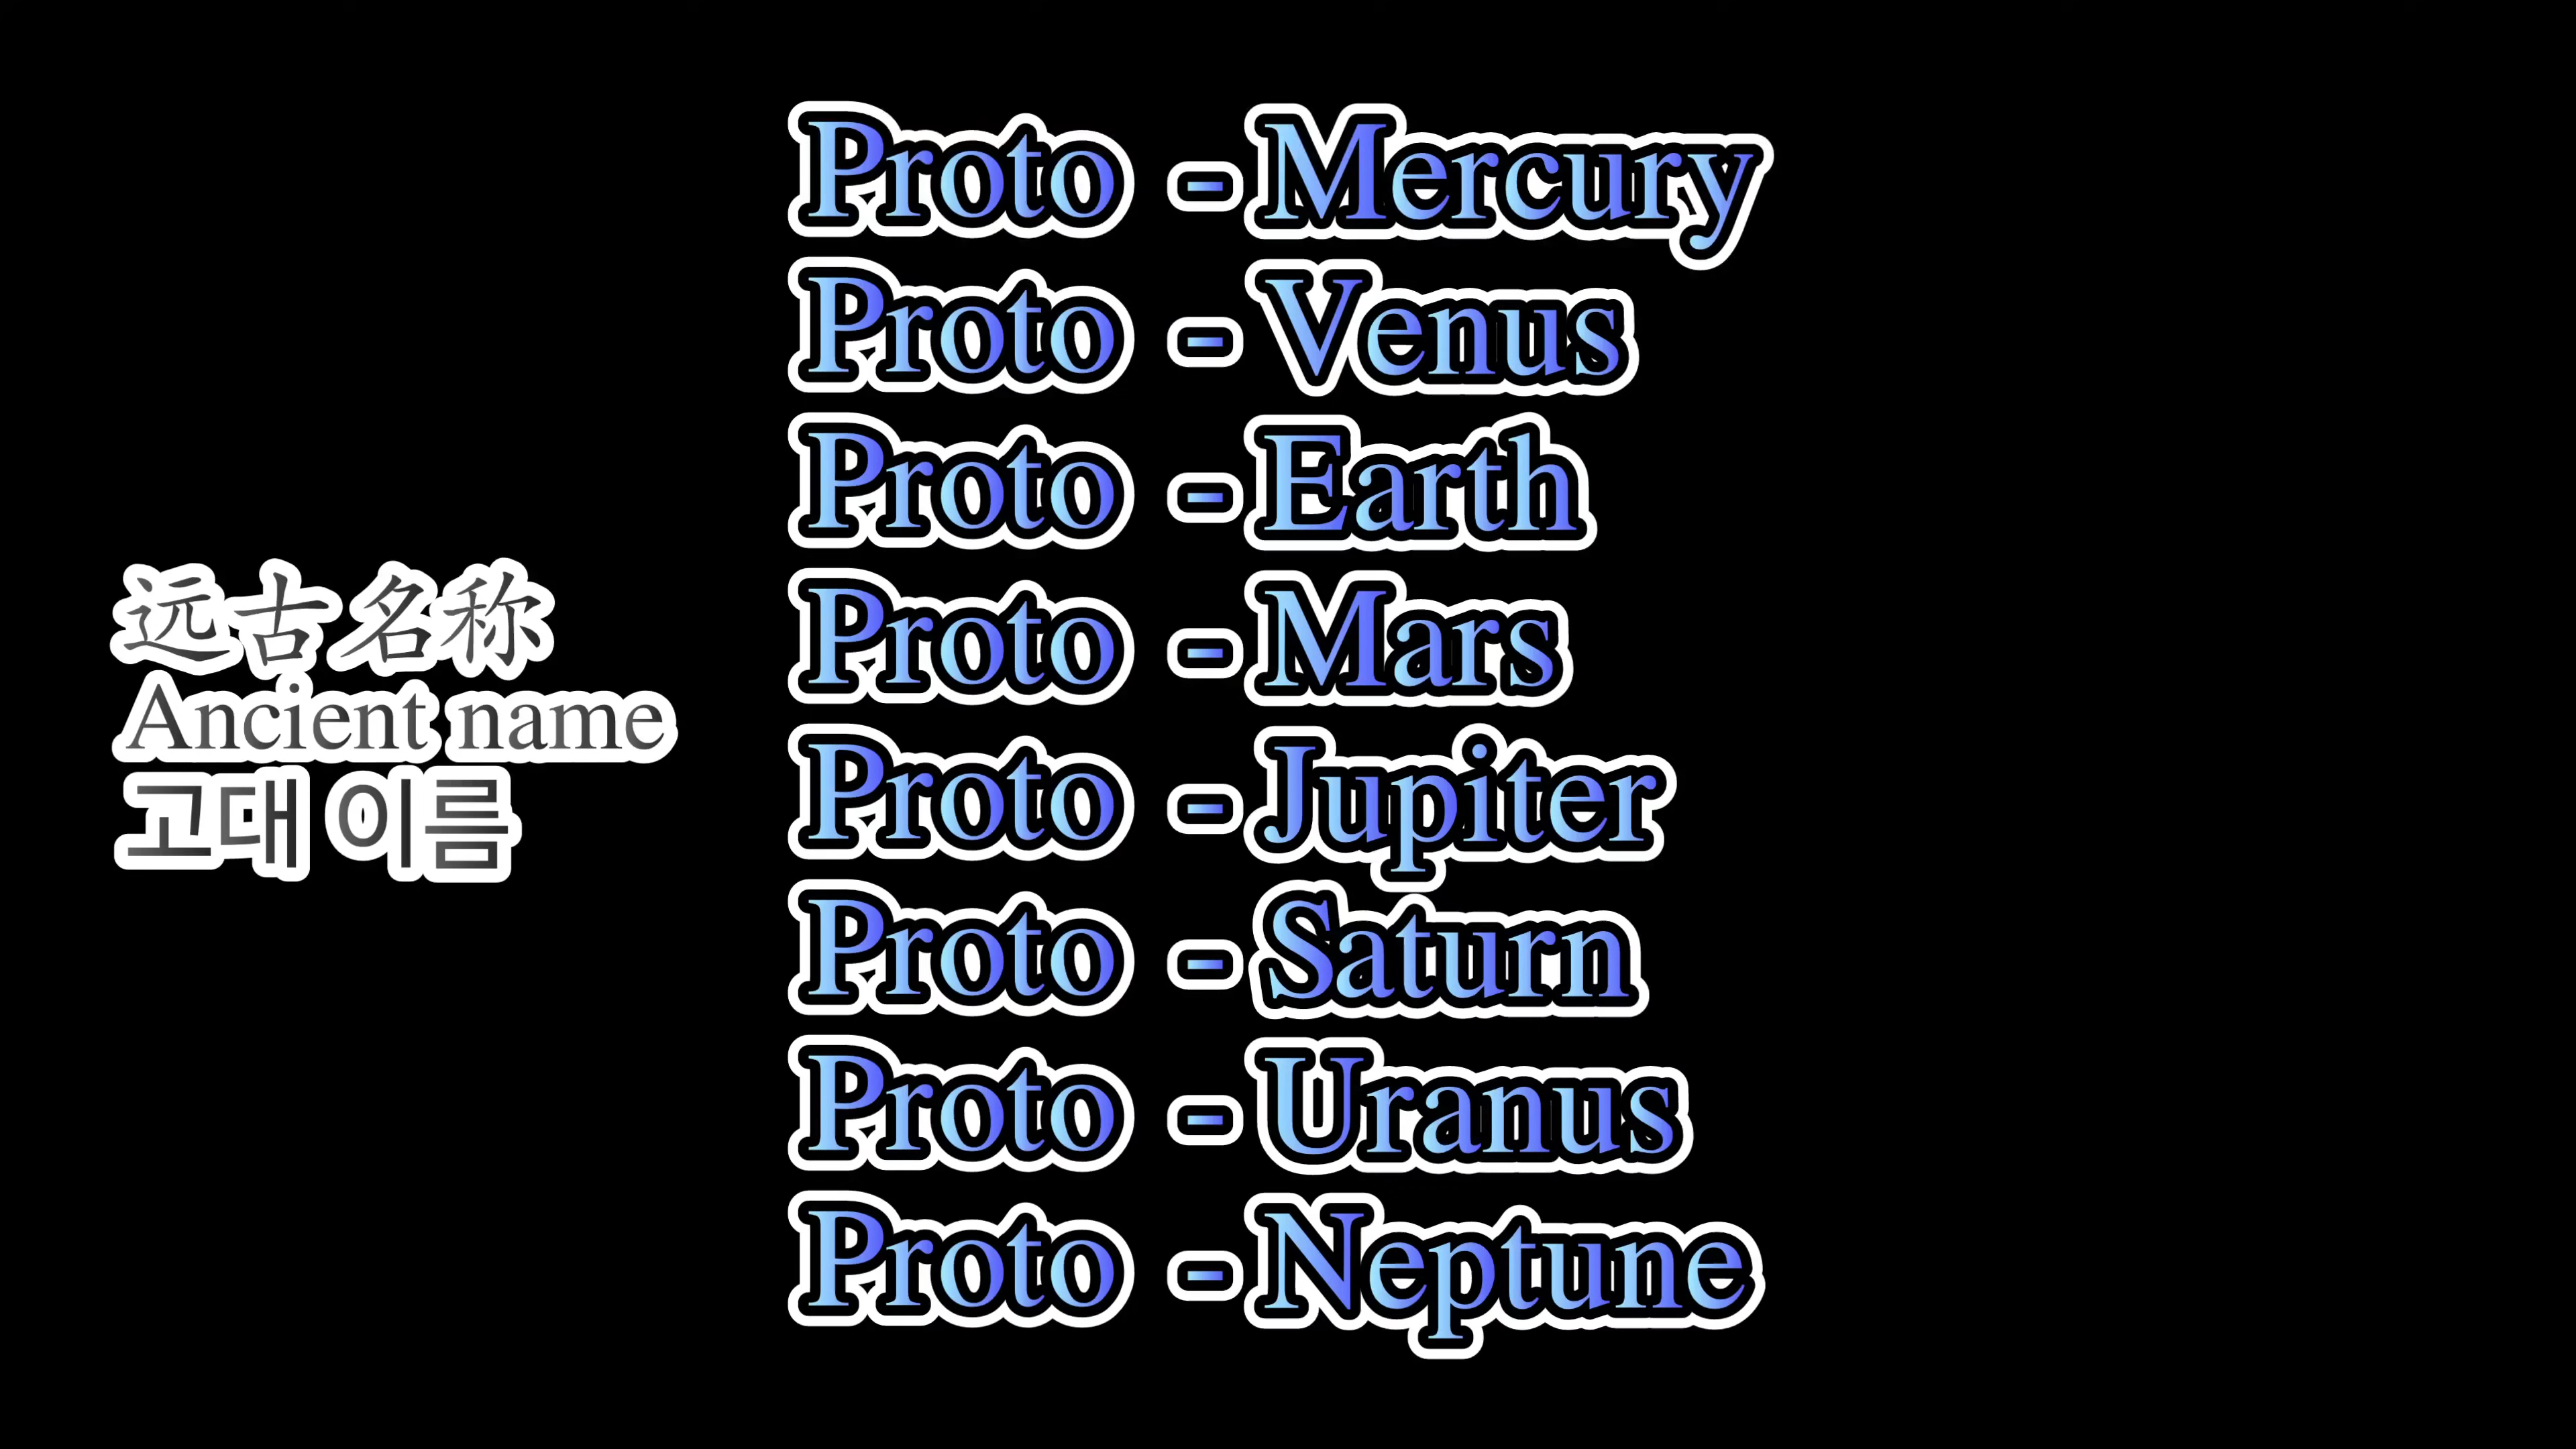 远古名称
Ancient name
고대 이름
Proto - Mercury
Proto - Venus
Proto - Earth
Proto - Mars
Proto - Jupiter
Proto - Saturn
Proto - Uranus
Proto - Neptune